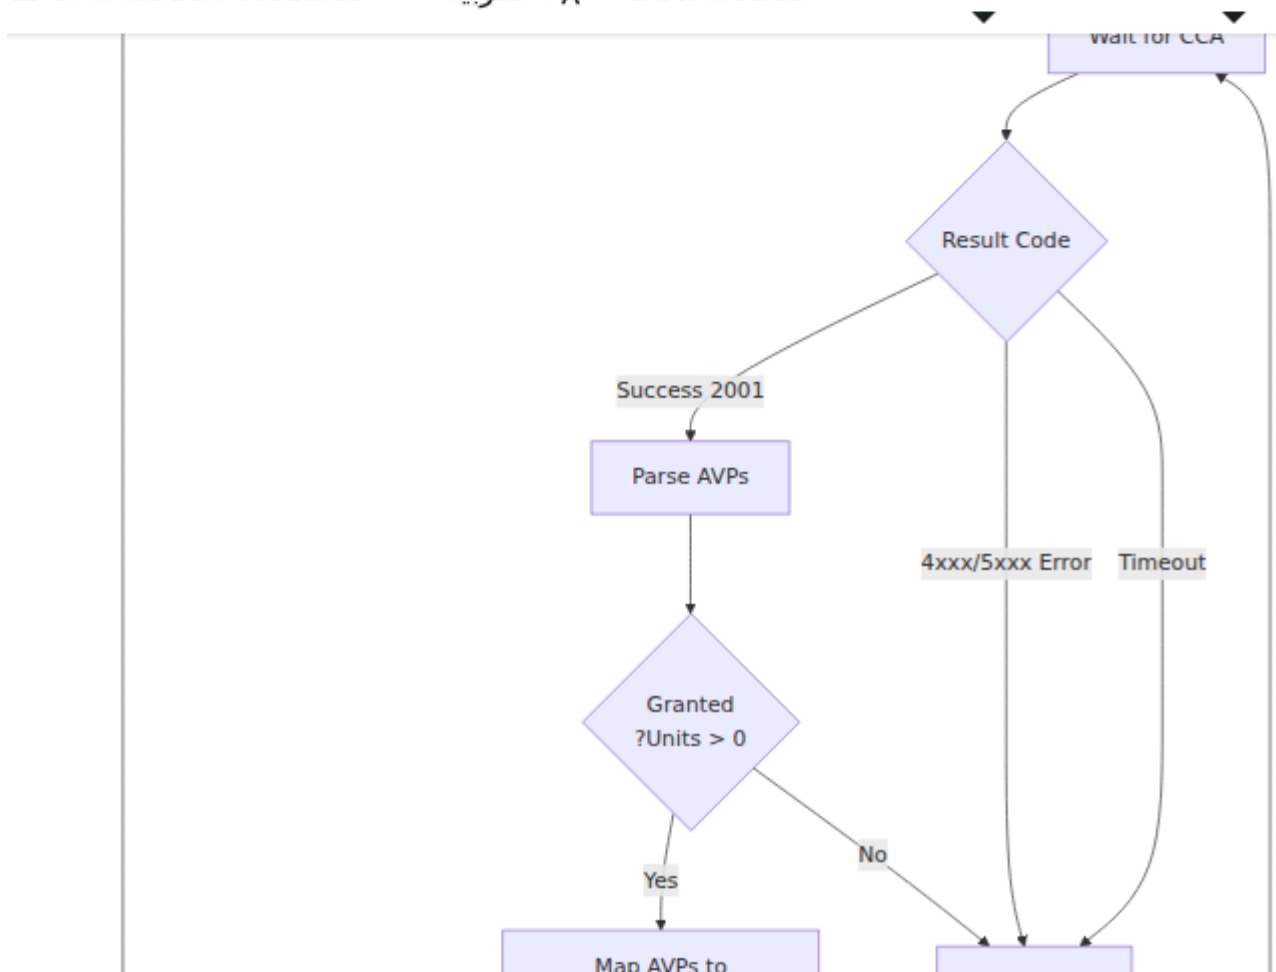 Wait for CCA
Result Code
Success 2001
Parse AVPs
4xxx/5xxx Error
Timeout
Granted
?Units > 0
No
Yes
Map AVPs to